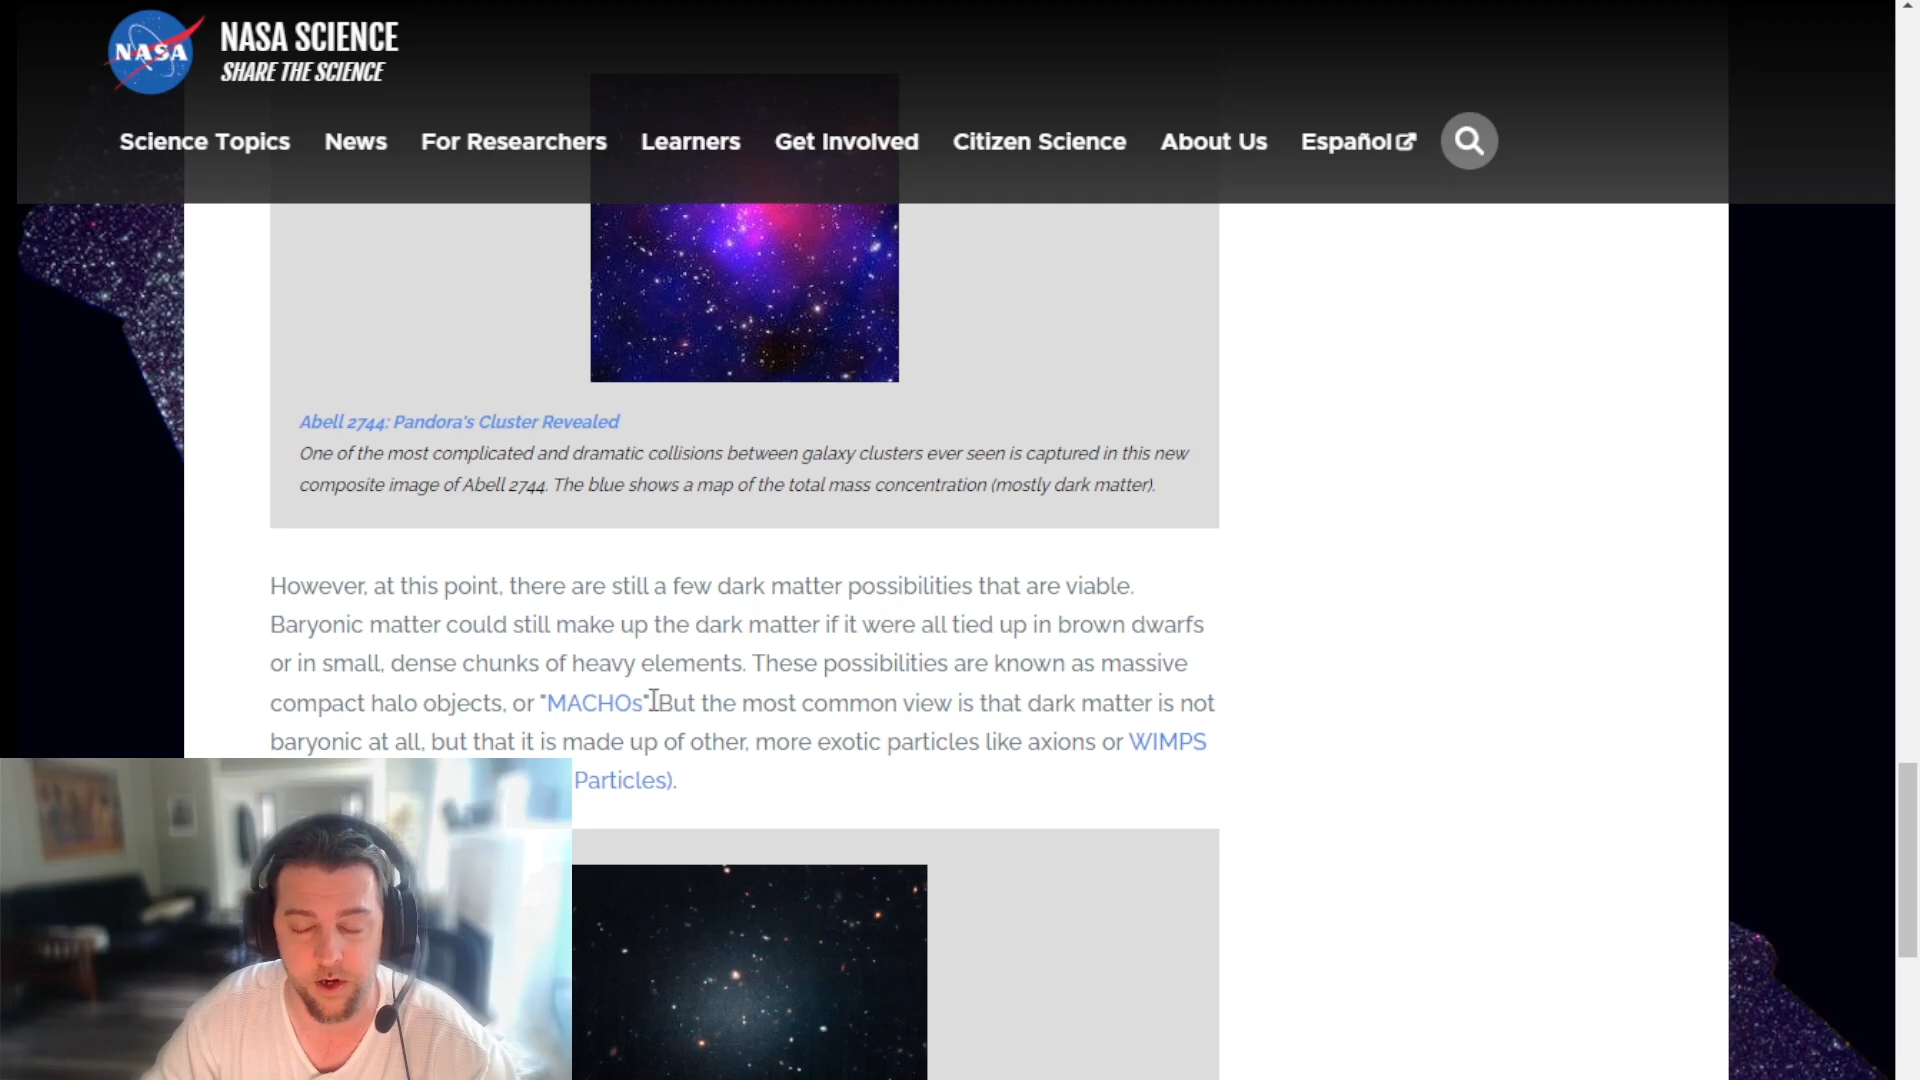 NASA
NASA SCIENCE
SHARE THE SCIENCE
Science Topics News For Researchers Learners Get Involved Citizen Science About Us Español
Abell 2744: Pandora's Cluster Revealed
One of the most complicated and dramatic collisions between galaxy clusters ever seen is captured in this new
composite image of Abell 2744. The blue shows a map of the total mass concentration (mostly dark matter).
However, at this point, there are still a few dark matter possibilities that are viable.
Baryonic matter could still make up the dark matter if it were all tied up in brown dwarfs
or in small, dense chunks of heavy elements. These possibilities are known as massive
compact halo objects, or "MACHOs" But the most common view is that dark matter is not
baryonic at all, but that it is made up of other, more exotic particles like axions or WIMPS
Particles).